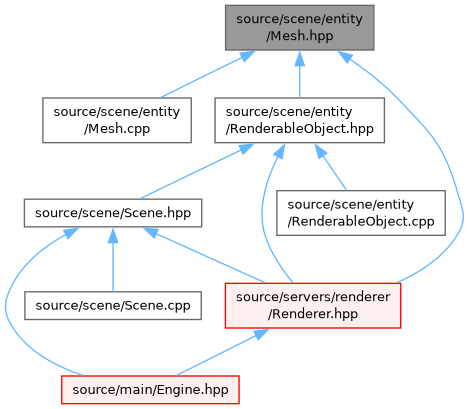 source/scene/entity
/Mesh.hpp
source/scene/entity
/Mesh.cpp
source/scene/entity
/RenderableObject.hpp
source/scene/Scene.hpp
source/scene/entity
/RenderableObject.cpp
source/scene/Scene.cpp
source/servers/renderer
/Renderer.hpp
source/main/Engine.hpp